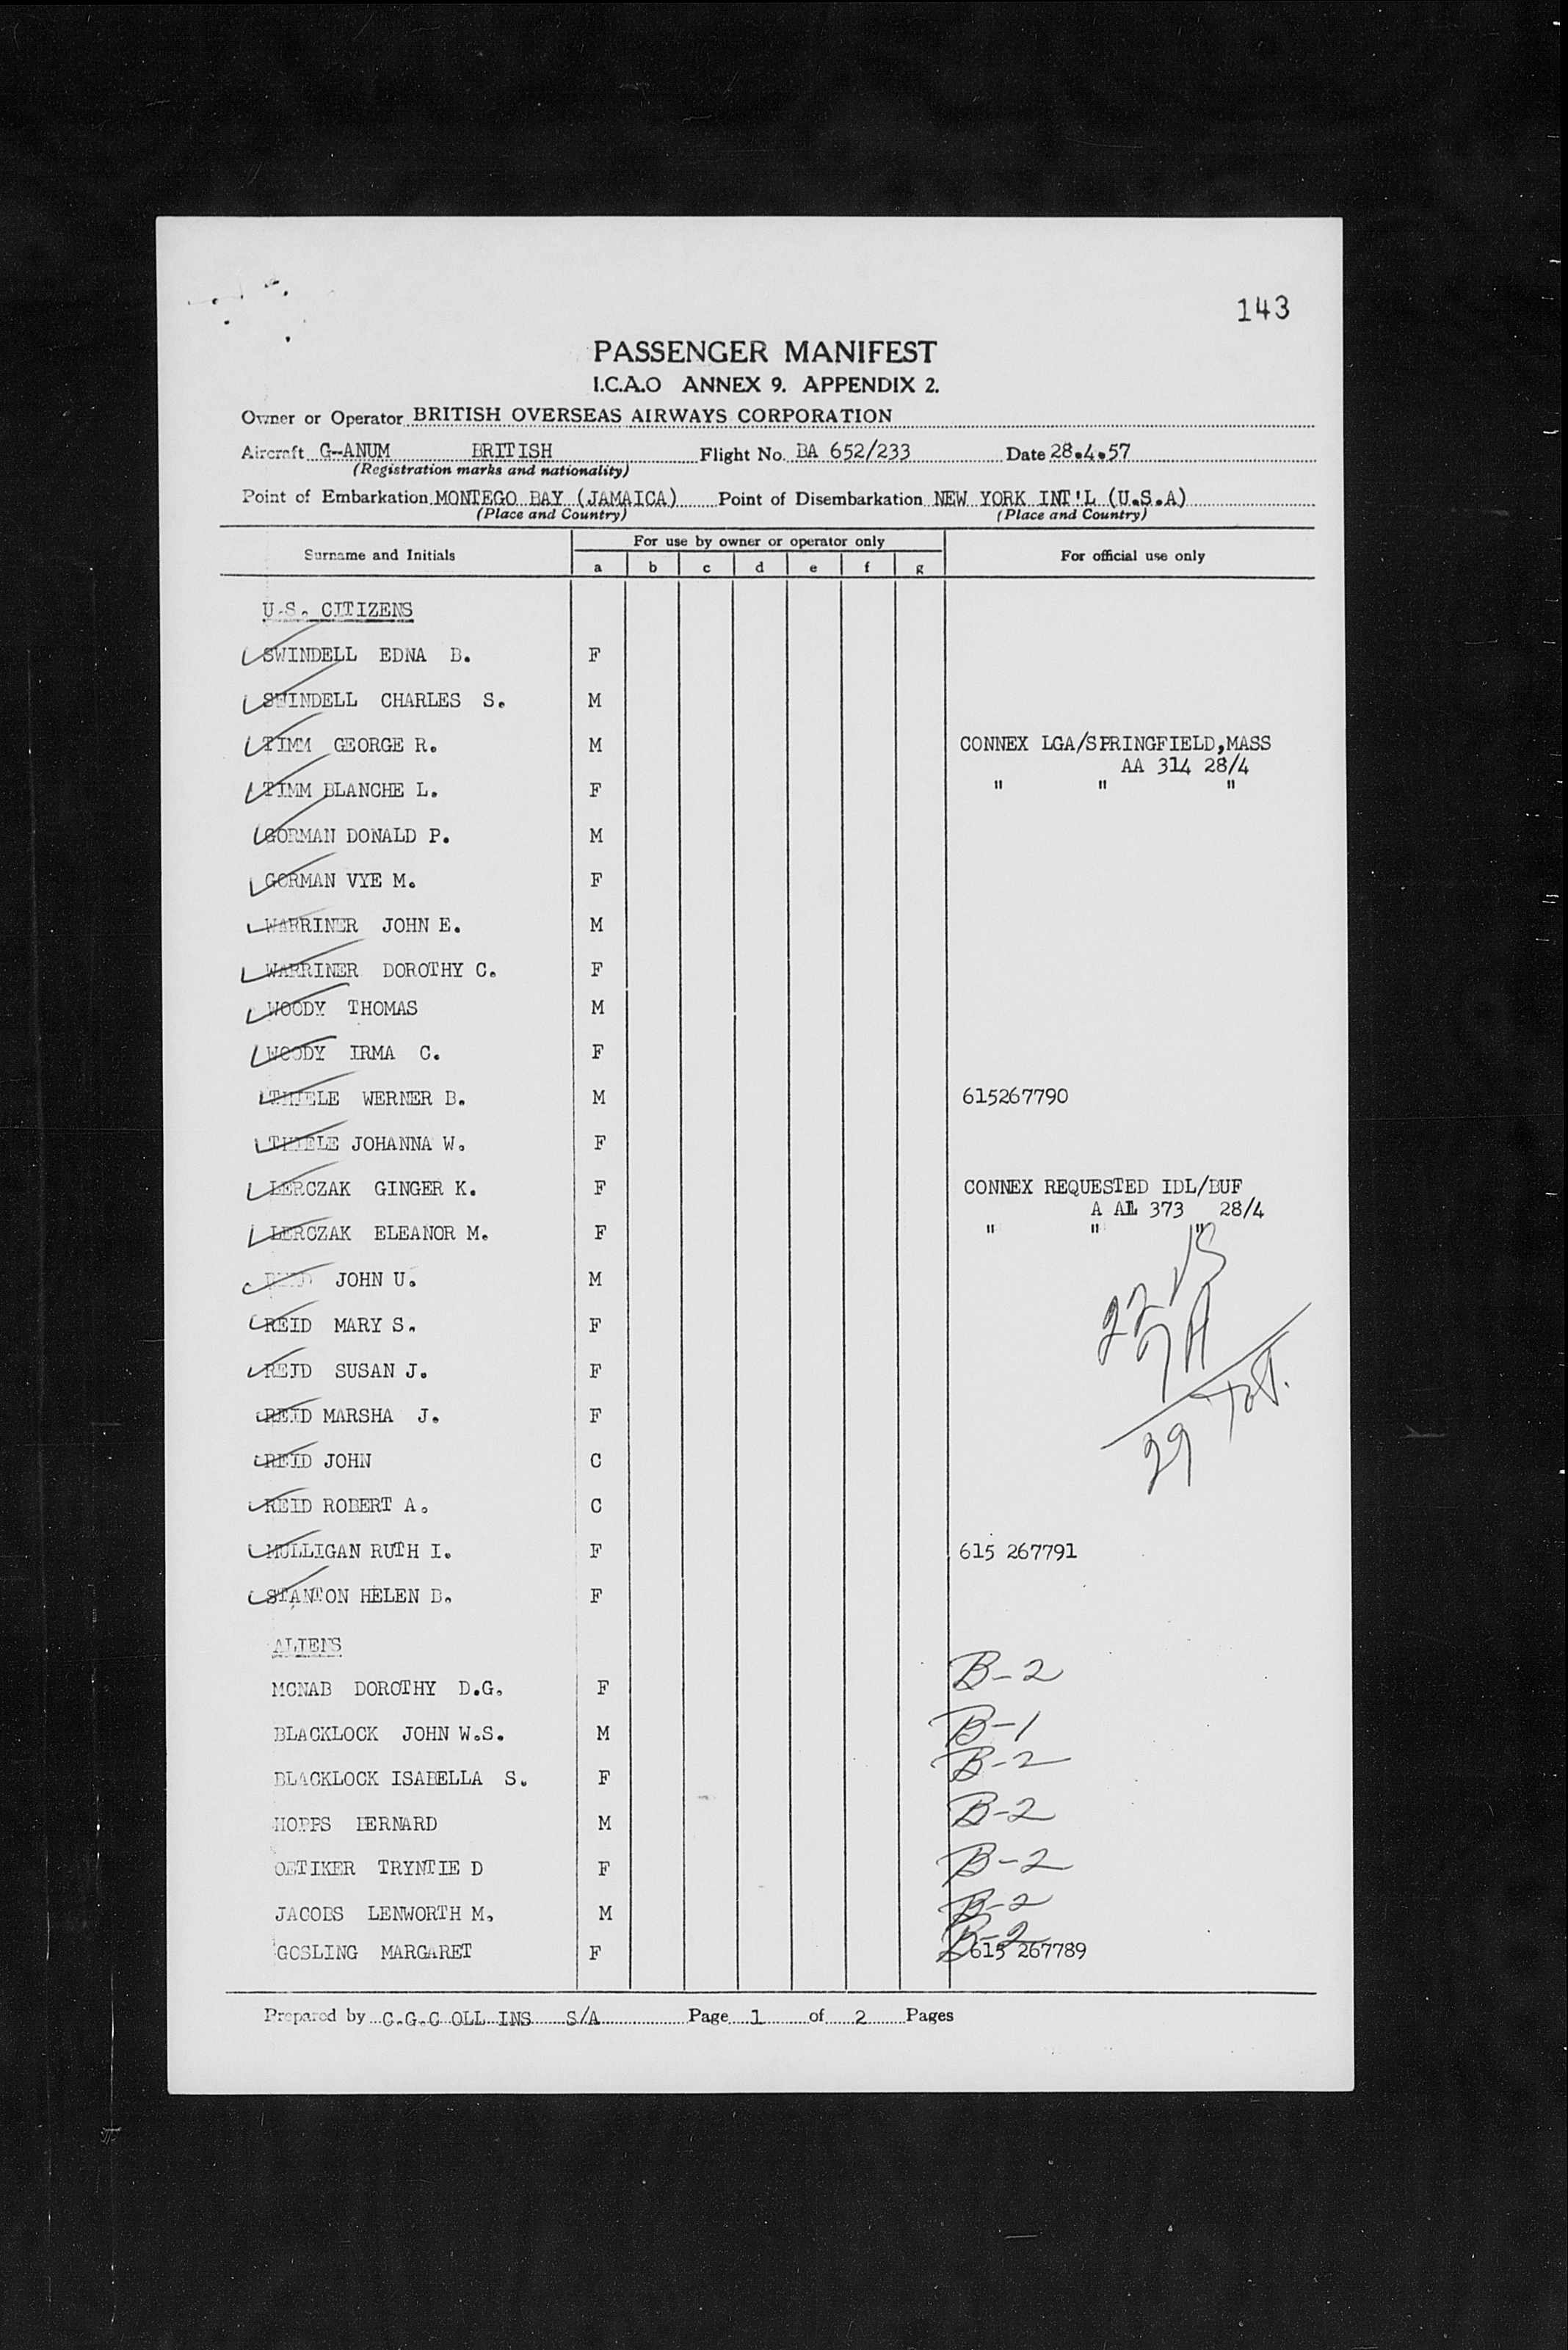 143
PASSENGER MANIFEST
I.C.A.O ANNEX 9. APPENDIX 2.
Owner or Operator BRITISH OVERSEAS AIRWAYS CORPORATION
Aircraft G-ANUM BRITISH Flight No. BA 652/233 Date 28.4.57
(Registration marks and nationality)
Point of Embarkation MONTEGO BAY (JAMAICA) Point of Disembarkation NEW YORK INT'L (U.S.A)
(Place and Country) (Place and Country)
Surname and Initials For use by owner or operator only For official use only
a b c d e f g
U.S. CITIZENS
SWINDELL EDNA B. F
SWINDELL CHARLES S. M
TIMM GEORGE R. M CONNEX LGA/SPRINGFIELD,MASS
AA 314 28/4
TIMM BLANCHE L. F " " "
GORMAN DONALD P. M
GORMAN VYE M. F
WARRINER JOHN E. M
WARRINER DOROTHY C. F
WOODY THOMAS M
WOODY IRMA C. F
THIELE WERNER B. M 615267790
THIELE JOHANNA W. F
LERCZAK GINGER K. F CONNEX REQUESTED IDL/BUF
A AL 373 28/4
LERCZAK ELEANOR M. F " " "
REID JOHN U. M
REID MARY S. F 22
REID SUSAN J. F 7 A
REID MARSHA J. F Tot.
REID JOHN C 29
REID ROBERT A. C
MULLIGAN RUTH I. F 615 267791
STANTON HELEN B. F
ALIENS
MCNAB DOROTHY D.G. F B-2
BLACKLOCK JOHN W.S. M B-1
BLACKLOCK ISABELLA S. F B-2
HOPPS BERNARD M B-2
OETIKER TRYNTIE D F B-2
JACOBS LENWORTH M. M B-2
GOSLING MARGARET F B-2 615 267789
Prepared by C.G.C OLL INS S/A Page 1 of 2 Pages